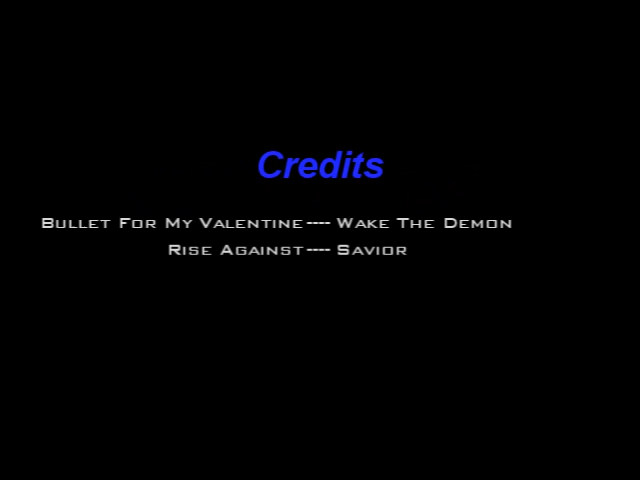 Credits
Bullet For My Valentine ---- Wake The Demon
Rise Against ---- Savior